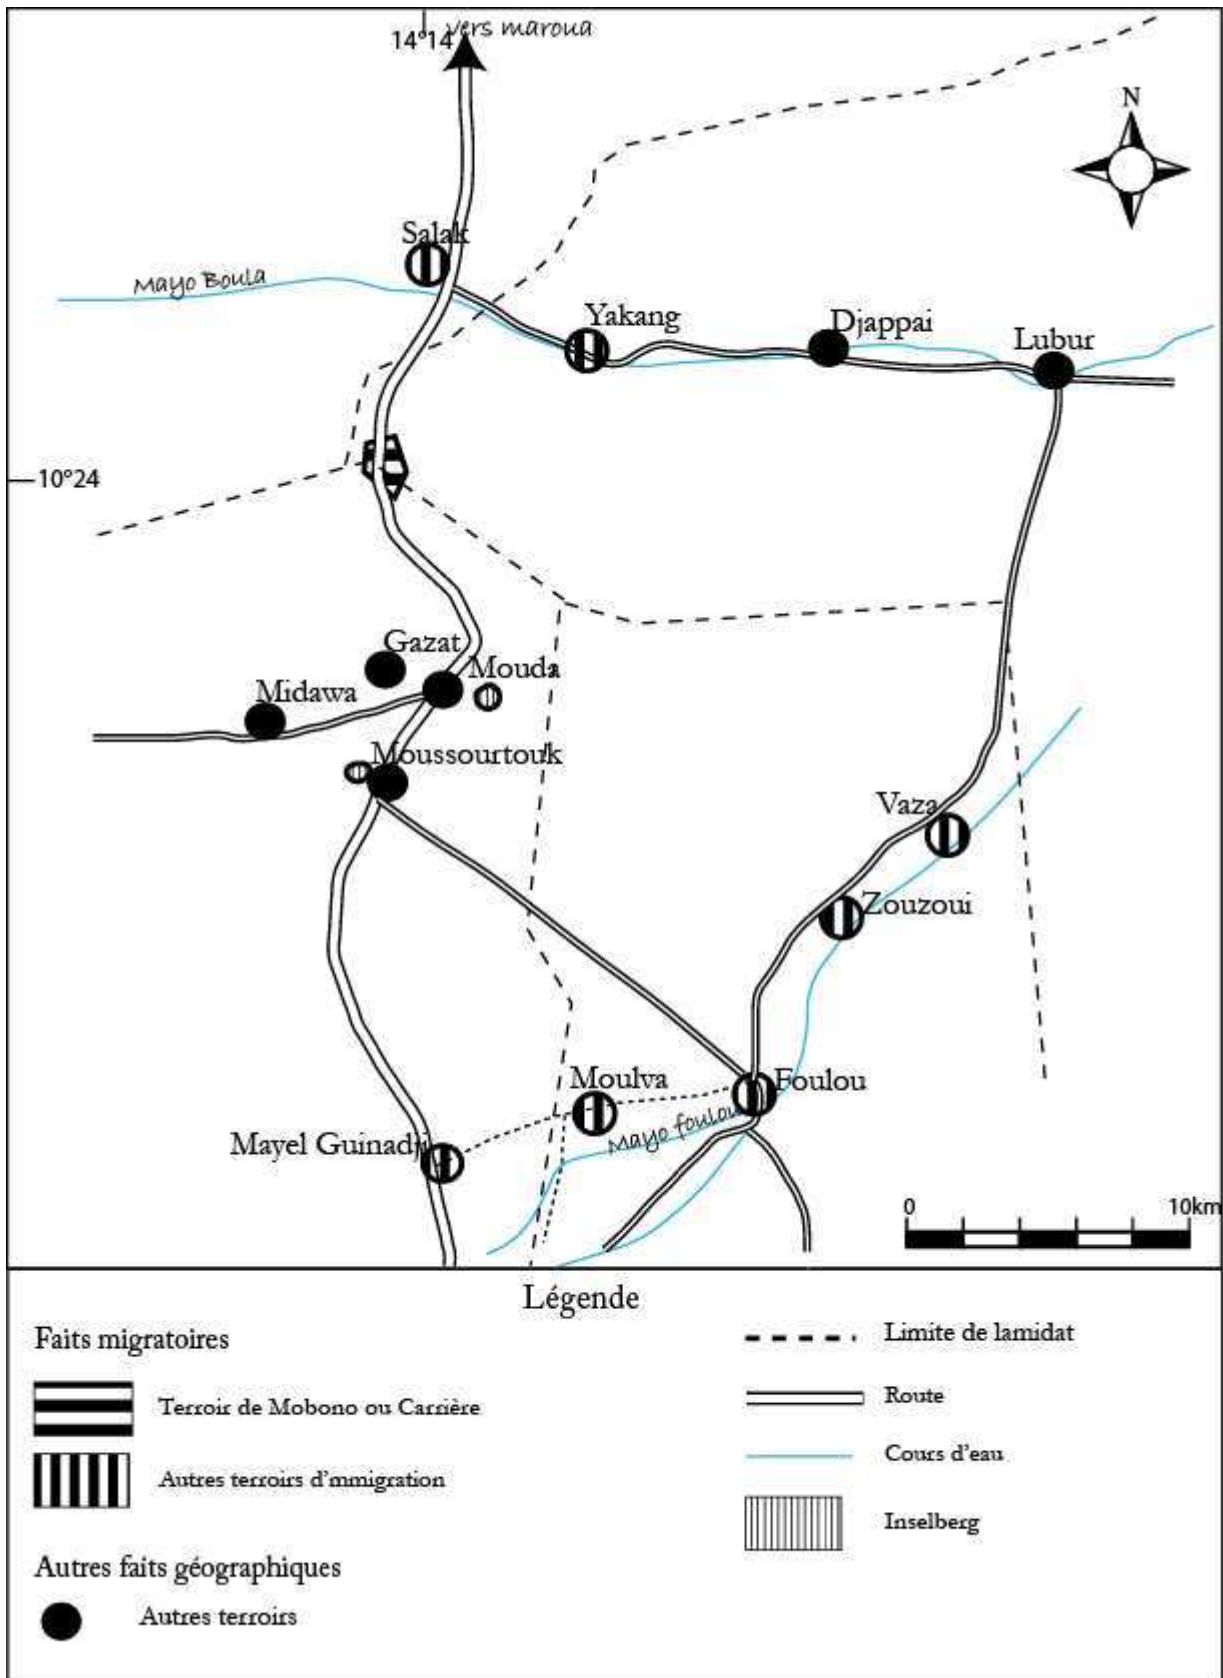 vers maroua
14°14
N
Salak
Mayo Boula
Yakang
Djappai
Lubur
10°24
Gazat
Mouda
Midawa
Moussourtouk
Vaza
Zouzoui
Moulva
Foulou
Mayo foulou
Mayel Guinadji
0 10km
Légende
Faits migratoires
Terroir de Mobono ou Carrière
Autres terroirs d'mmigration
Autres faits géographiques
Autres terroirs
Limite de lamidat
Route
Cours d'eau
Inselberg